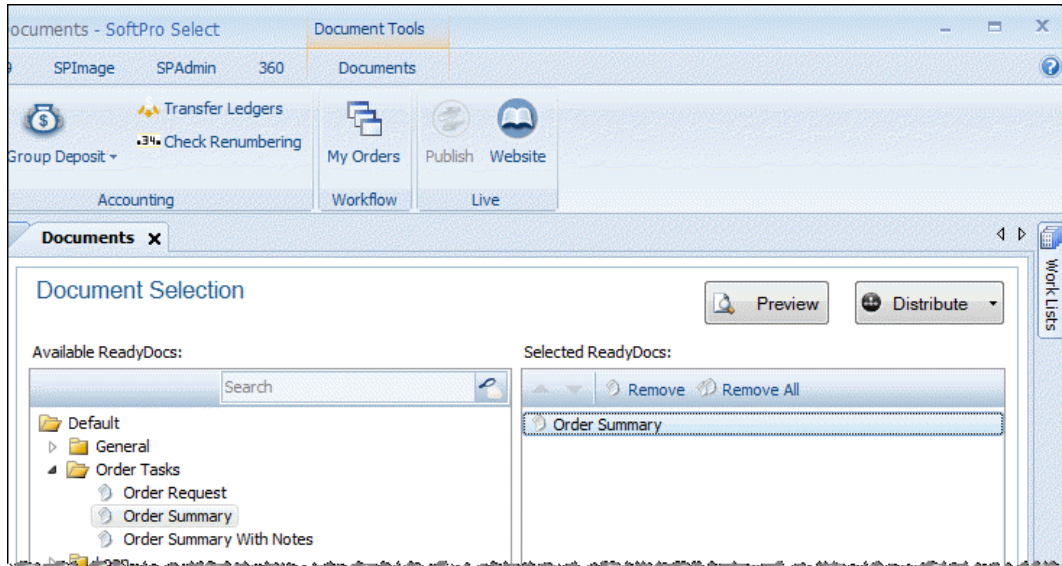 ocuments - SoftPro Select
Document Tools
SPImage SPAdmin 360 Documents
Group Deposit
Transfer Ledgers
Check Renumbering
My Orders
Publish
Website
Accounting
Workflow
Live
Documents
Work Lists
Document Selection
Preview
Distribute
Available ReadyDocs:
Selected ReadyDocs:
Search
Remove
Remove All
Default
General
Order Tasks
Order Request
Order Summary
Order Summary With Notes
Order Summary